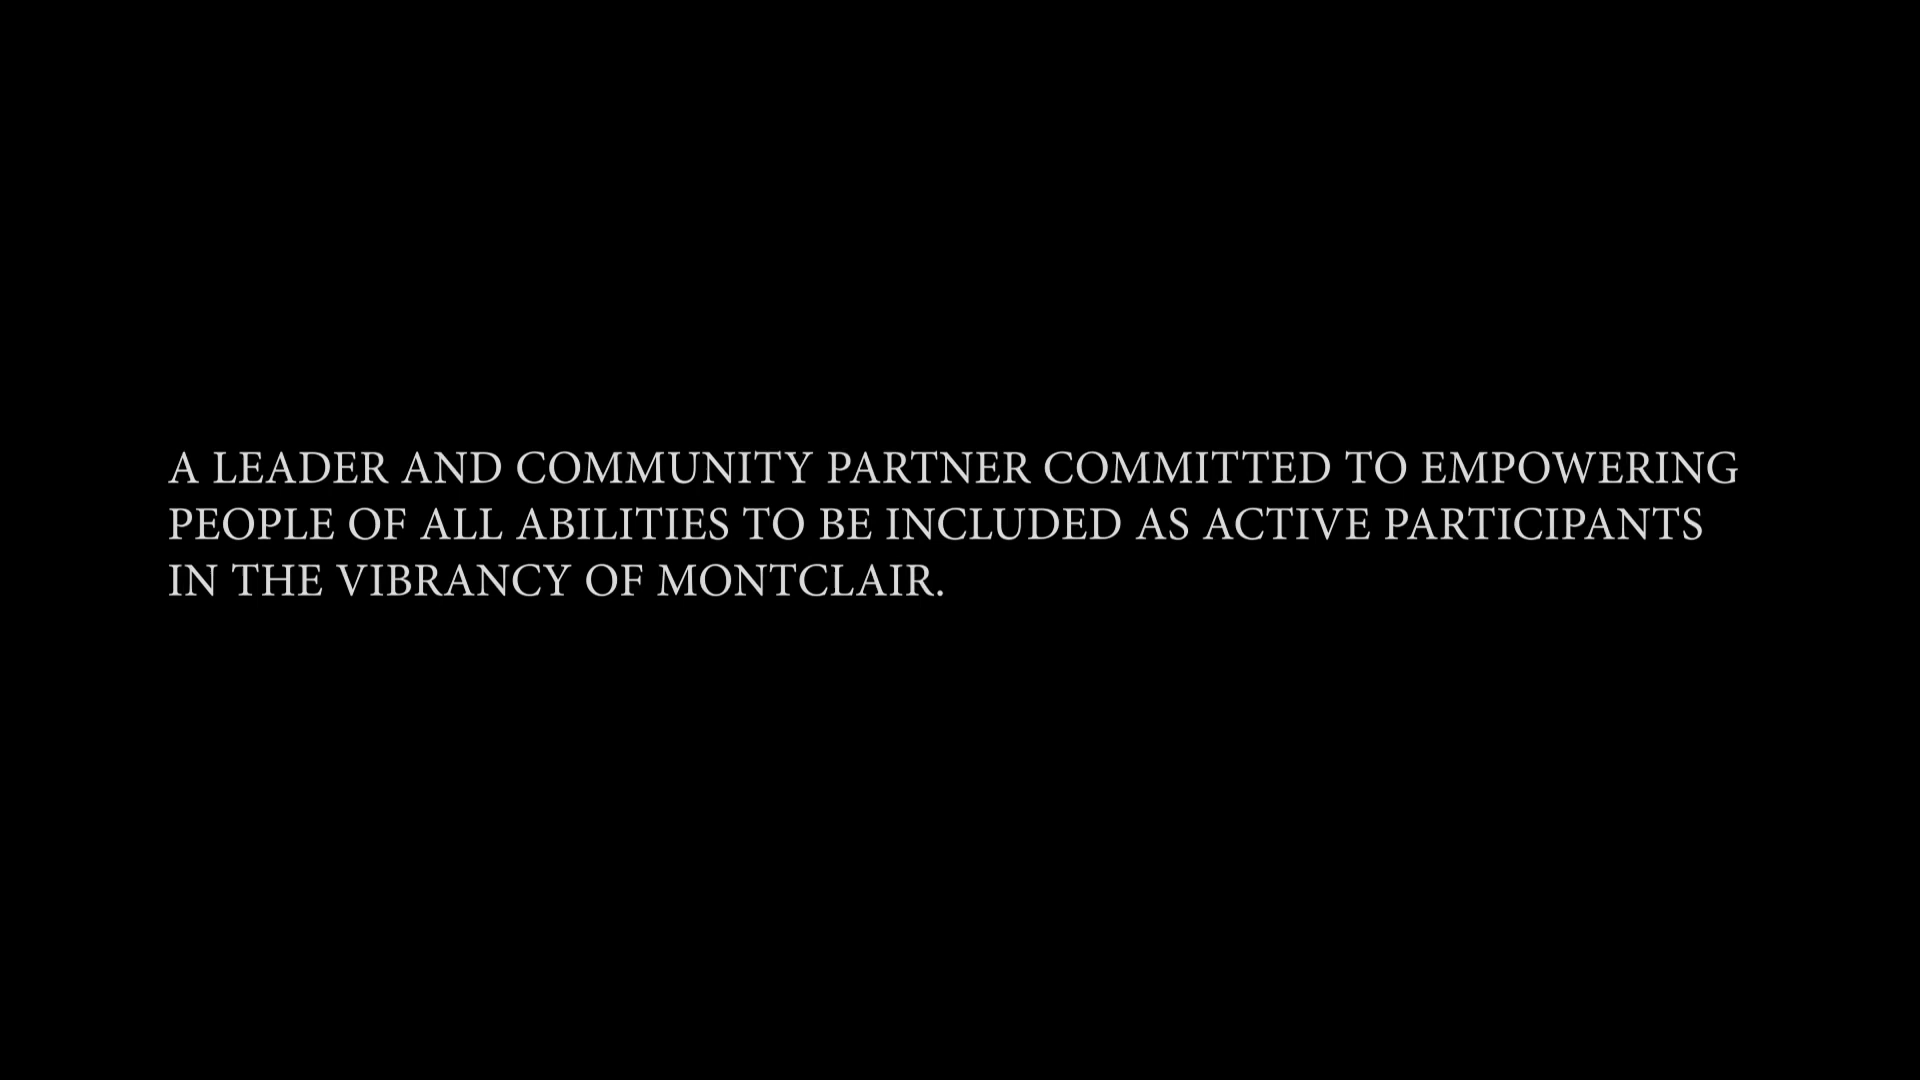 A LEADER AND COMMUNITY PARTNER COMMITTED TO EMPOWERING
PEOPLE OF ALL ABILITIES TO BE INCLUDED AS ACTIVE PARTICIPANTS
IN THE VIBRANCY OF MONTCLAIR.